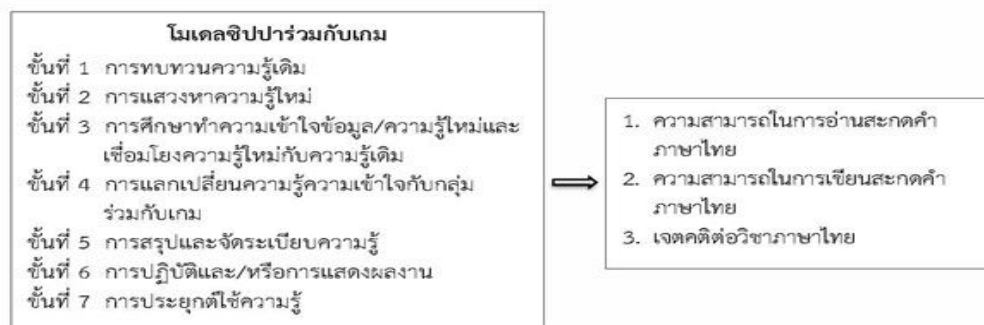 โมเดลซิปปาร่วมกับเกม
ขั้นที่ 1 การทบทวนความรู้เดิม
ขั้นที่ 2 การแสวงหาความรู้ใหม่
ขั้นที่ 3 การศึกษาทำความเข้าใจข้อมูล/ความรู้ใหม่และ
เชื่อมโยงความรู้ใหม่กับความรู้เดิม
ขั้นที่ 4 การแลกเปลี่ยนความรู้ความเข้าใจกับกลุ่ม
ร่วมกับเกม
ขั้นที่ 5 การสรุปและจัดระเบียบความรู้
ขั้นที่ 6 การปฏิบัติและ/หรือการแสดงผลงาน
ขั้นที่ 7 การประยุกต์ใช้ความรู้
1. ความสามารถในการอ่านสะกดคำ
ภาษาไทย
2. ความสามารถในการเขียนสะกดคำ
ภาษาไทย
3. เจตคติต่อวิชาภาษาไทย